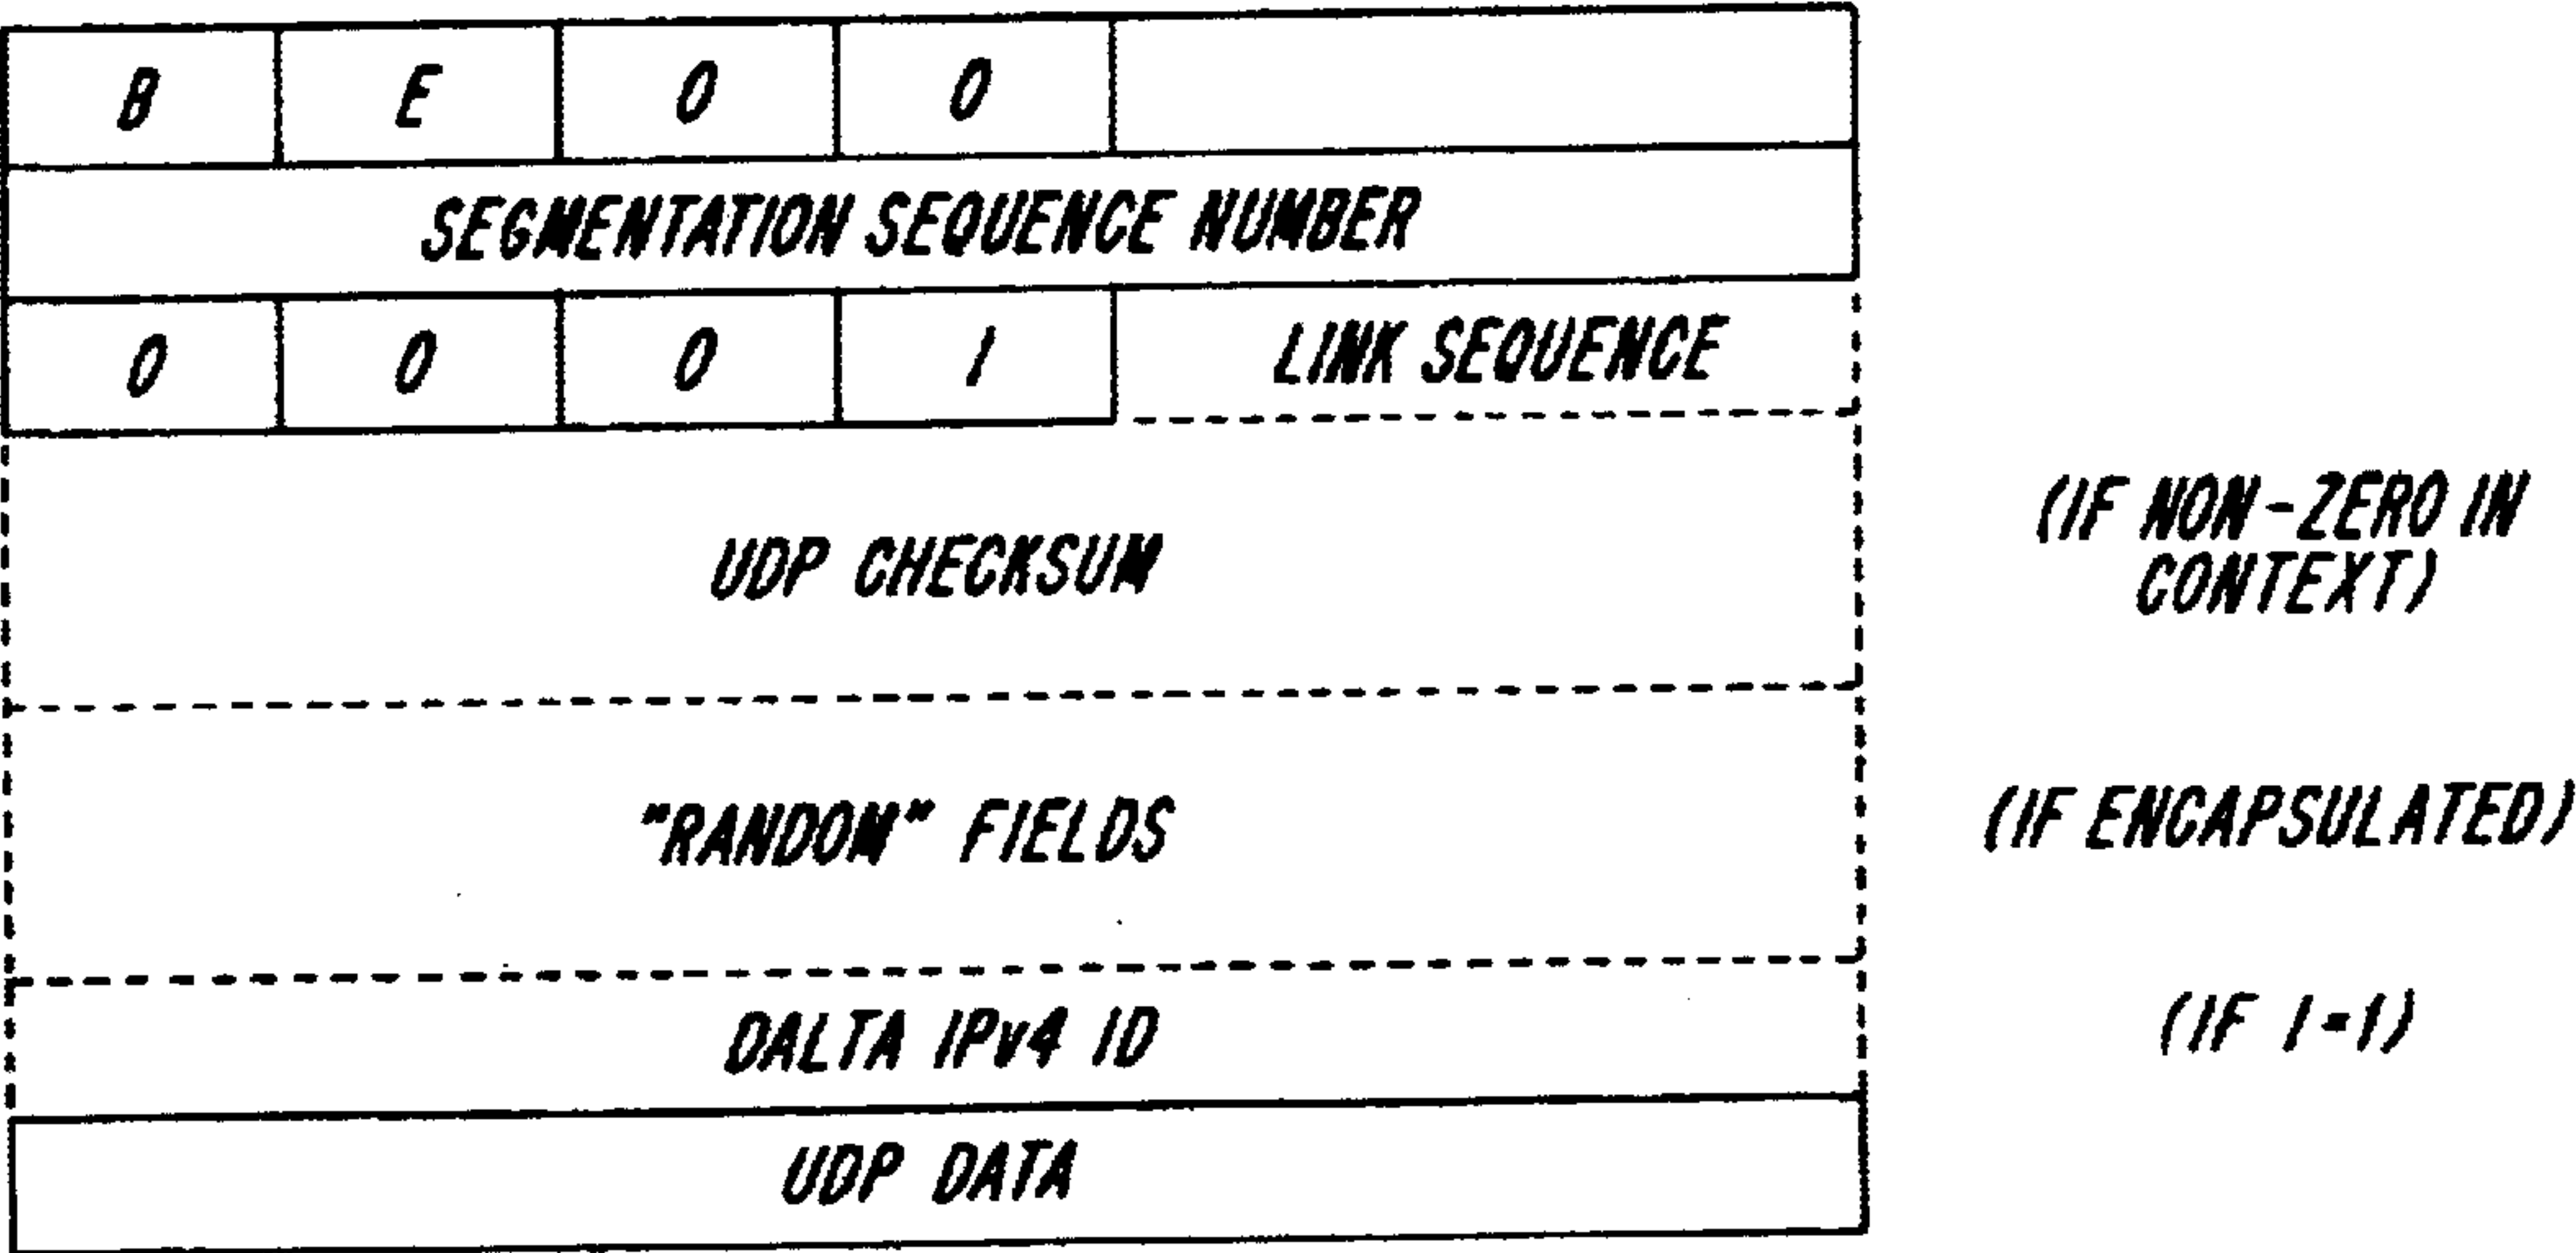 B E 0 0
SEGMENTATION SEQUENCE NUMBER
0 0 0 I LINK SEQUENCE
UDP CHECKSUM
(IF NON-ZERO IN
CONTEXT)
"RANDOM" FIELDS
(IF ENCAPSULATED)
DALTA IPv4 ID
(IF I=1)
UDP DATA